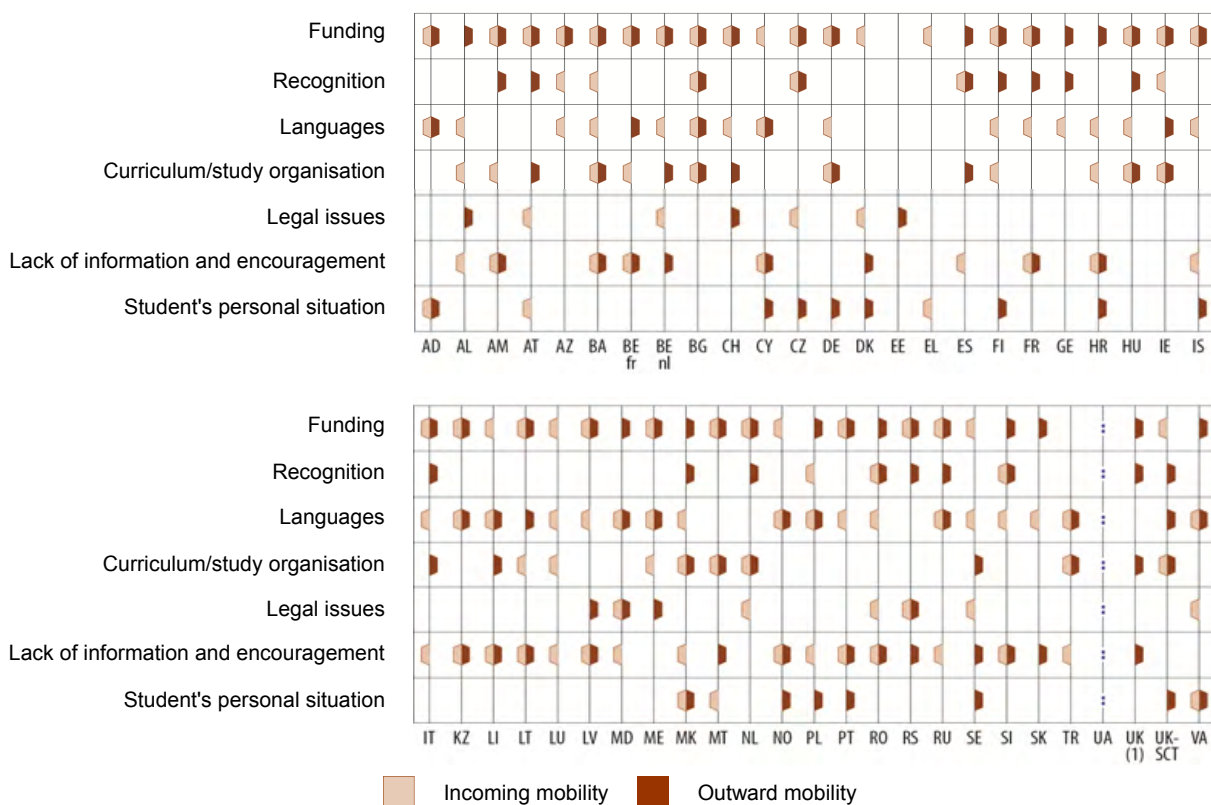 Funding
Recognition
Languages
Curriculum/study organisation
Legal issues
Lack of information and encouragement
Student's personal situation
AD AL AM AT AZ BA BE BE BG CH CY CZ DE DK EE EL ES FI FR GE HR HU IE IS
fr nl
Funding
Recognition
Languages
Curriculum/study organisation
Legal issues
Lack of information and encouragement
Student's personal situation
IT KZ LI LT LU LV MD ME MK MT NL NO PL PT RO RS RU SE SI SK TR UA UK UK- VA
(1) SCT
Incoming mobility Outward mobility